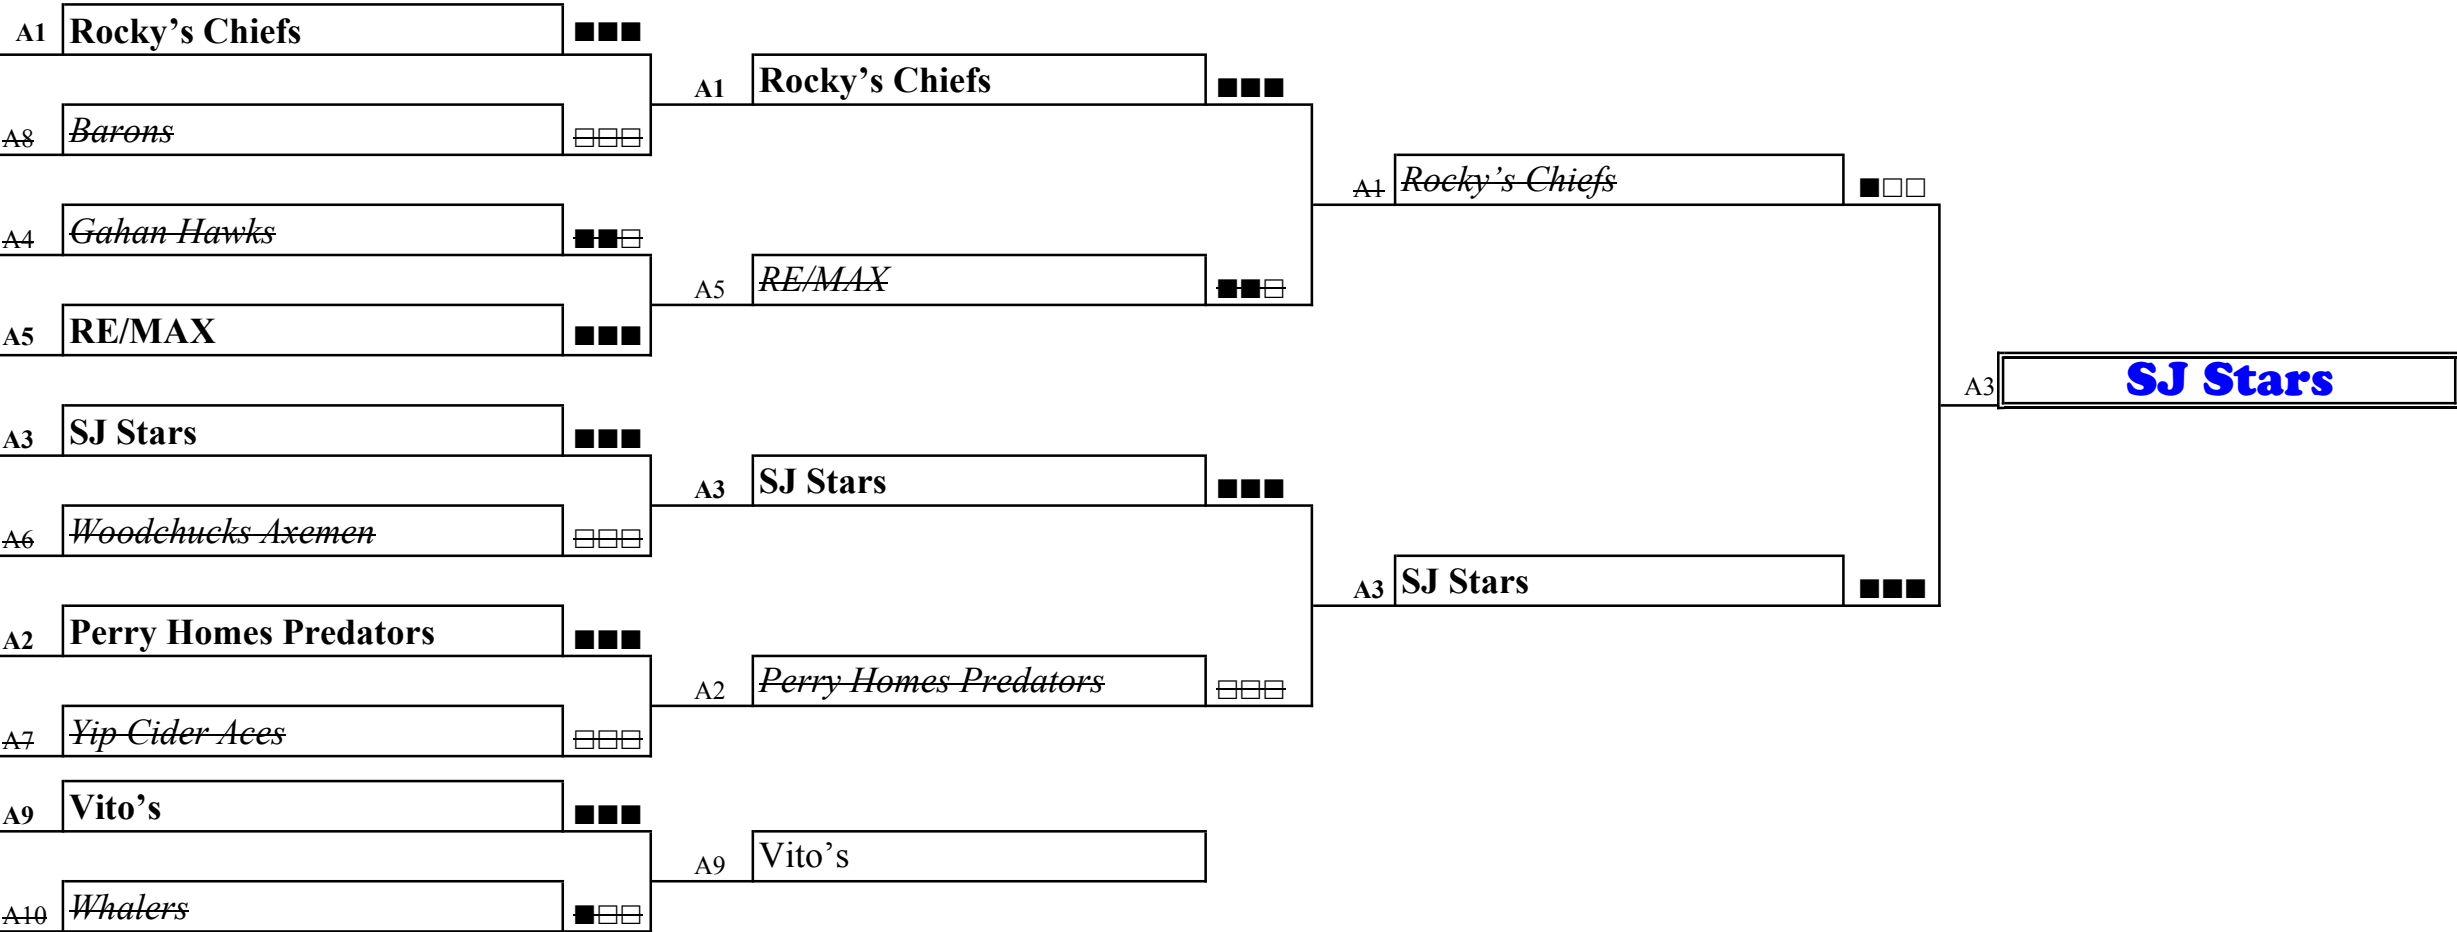 A1 Rocky’s Chiefs ■■■
A8 Barons □□□
A4 Gahan Hawks ■■□
A5 RE/MAX ■■■
A3 SJ Stars ■■■
A6 Woodchucks Axemen □□□
A2 Perry Homes Predators ■■■
A7 Yip Cider Aces □□□
A9 Vito’s ■■■
A10 Whalers ■□□
A1 Rocky’s Chiefs ■■■
A5 RE/MAX ■■□
A3 SJ Stars ■■■
A2 Perry Homes Predators □□□
A9 Vito’s
A1 Rocky’s Chiefs ■□□
A3 SJ Stars ■■■
A3 SJ Stars